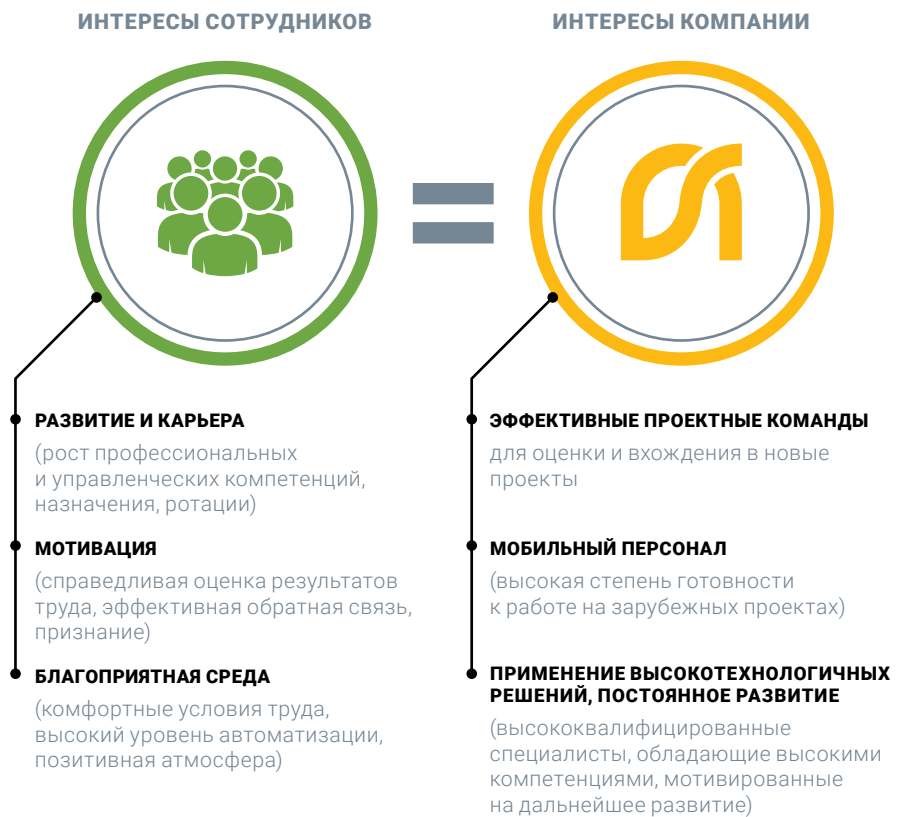 ИНТЕРЕСЫ СОТРУДНИКОВ
РАЗВИТИЕ И КАРЬЕРА
(рост профессиональных
и управленческих компетенций,
назначения, ротации)
МОТИВАЦИЯ
(справедливая оценка результатов
труда, эффективная обратная связь,
признание)
БЛАГОПРИЯТНАЯ СРЕДА
(комфортные условия труда,
высокий уровень автоматизации,
позитивная атмосфера)
ИНТЕРЕСЫ КОМПАНИИ
ЭФФЕКТИВНЫЕ ПРОЕКТНЫЕ КОМАНДЫ
для оценки и вхождения в новые
проекты
МОБИЛЬНЫЙ ПЕРСОНАЛ
(высокая степень готовности
к работе на зарубежных проектах)
ПРИМЕНЕНИЕ ВЫСОКОТЕХНОЛОГИЧНЫХ
РЕШЕНИЙ, ПОСТОЯННОЕ РАЗВИТИЕ
(высококвалифицированные
специалисты, обладающие высокими
компетенциями, мотивированные
на дальнейшее развитие)